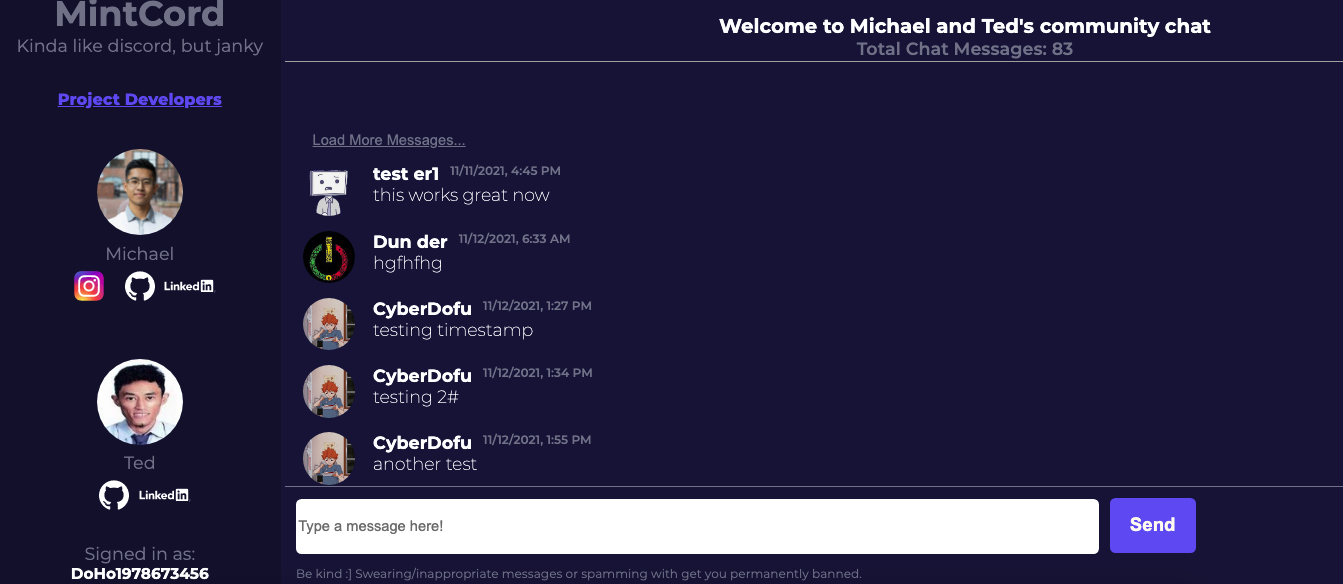 MintCord
Kinda like discord, but janky
Project Developers
Michael
LinkedIn
Ted
LinkedIn
Signed in as:
DoHo1978673456
Welcome to Michael and Ted's community chat
Total Chat Messages: 83
Load More Messages...
test er1 11/11/2021, 4:45 PM
this works great now
Dun der 11/12/2021, 6:33 AM
hgfhfhg
CyberDofu 11/12/2021, 1:27 PM
testing timestamp
CyberDofu 11/12/2021, 1:34 PM
testing 2#
CyberDofu 11/12/2021, 1:55 PM
another test
Type a message here!
Send
Be kind :] Swearing/inappropriate messages or spamming with get you permanently banned.